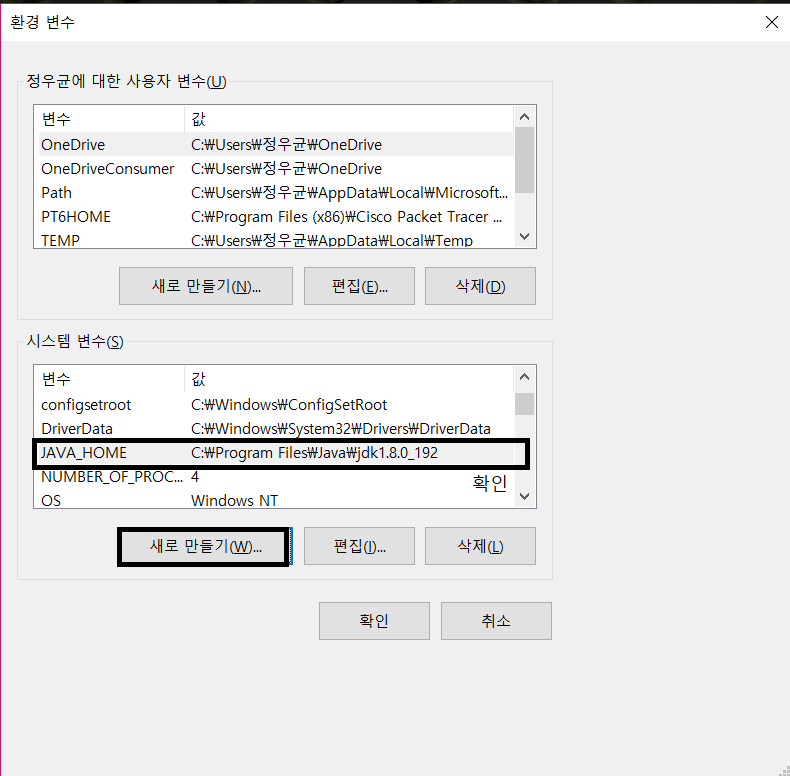 환경 변수
정우균에 대한 사용자 변수(U)
변수 값
OneDrive C:₩Users₩정우균₩OneDrive
OneDriveConsumer C:₩Users₩정우균₩OneDrive
Path C:₩Users₩정우균₩AppData₩Local₩Microsoft...
PT6HOME C:₩Program Files (x86)₩Cisco Packet Tracer ...
TEMP C:₩Users₩정우균₩AppData₩Local₩Temp
새로 만들기(N)... 편집(E)... 삭제(D)
시스템 변수(S)
변수 값
configsetroot C:₩Windows₩ConfigSetRoot
DriverData C:₩Windows₩System32₩Drivers₩DriverData
JAVA_HOME C:₩Program Files₩Java₩jdk1.8.0_192
NUMBER_OF_PROC... 4
확인
OS Windows NT
새로 만들기(W)... 편집(I)... 삭제(L)
확인 취소